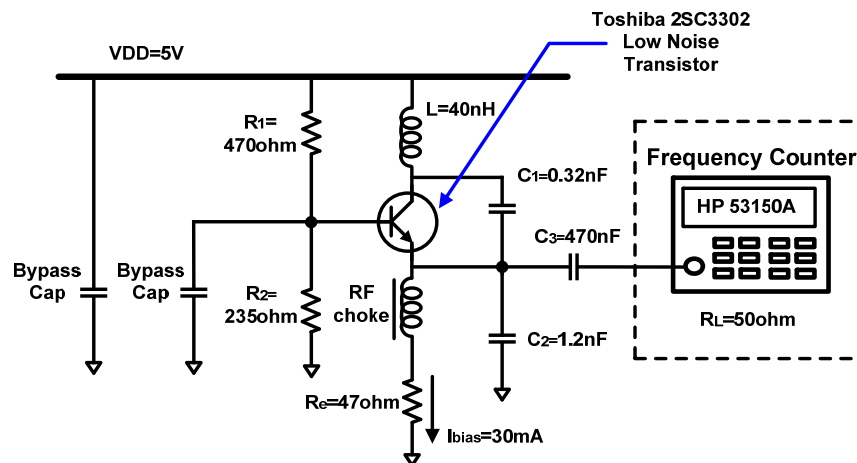 Toshiba 2SC3302
Low Noise
Transistor
VDD=5V
R1=
470ohm
L=40nH
C1=0.32nF
Frequency Counter
HP 53150A
C3=470nF
Bypass
Cap
Bypass
Cap
R2=
235ohm
RF
choke
C2=1.2nF
RL=50ohm
Re=47ohm
Ibias=30mA